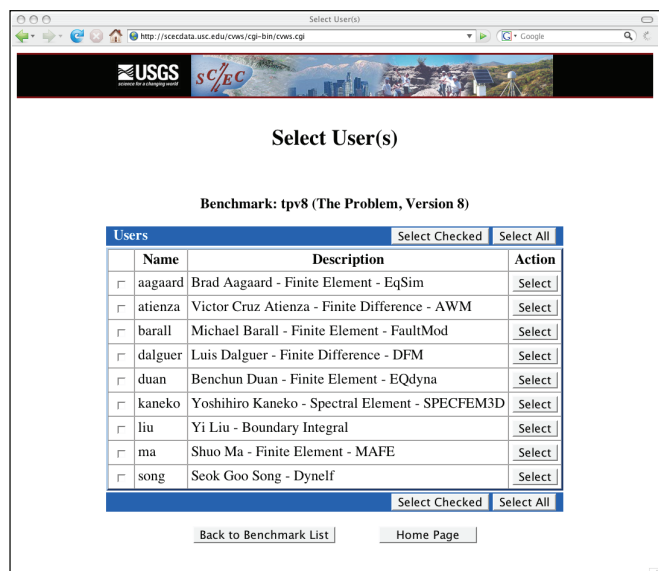 Select User(s)
http://scecdata.usc.edu/cvws/cgi-bin/cvws.cgi
G Google
USGS
science for a changing world
SC/EC
Select User(s)
Benchmark: tpv8 (The Problem, Version 8)
Users Select Checked Select All
Name Description Action
aagaard Brad Aagaard - Finite Element - EqSim Select
atienza Victor Cruz Atienza - Finite Difference - AWM Select
barall Michael Barall - Finite Element - FaultMod Select
dalguer Luis Dalguer - Finite Difference - DFM Select
duan Benchun Duan - Finite Element - EQdyna Select
kaneko Yoshihiro Kaneko - Spectral Element - SPECFEM3D Select
liu Yi Liu - Boundary Integral Select
ma Shuo Ma - Finite Element - MAFE Select
song Seok Goo Song - Dynelf Select
Select Checked Select All
Back to Benchmark List Home Page